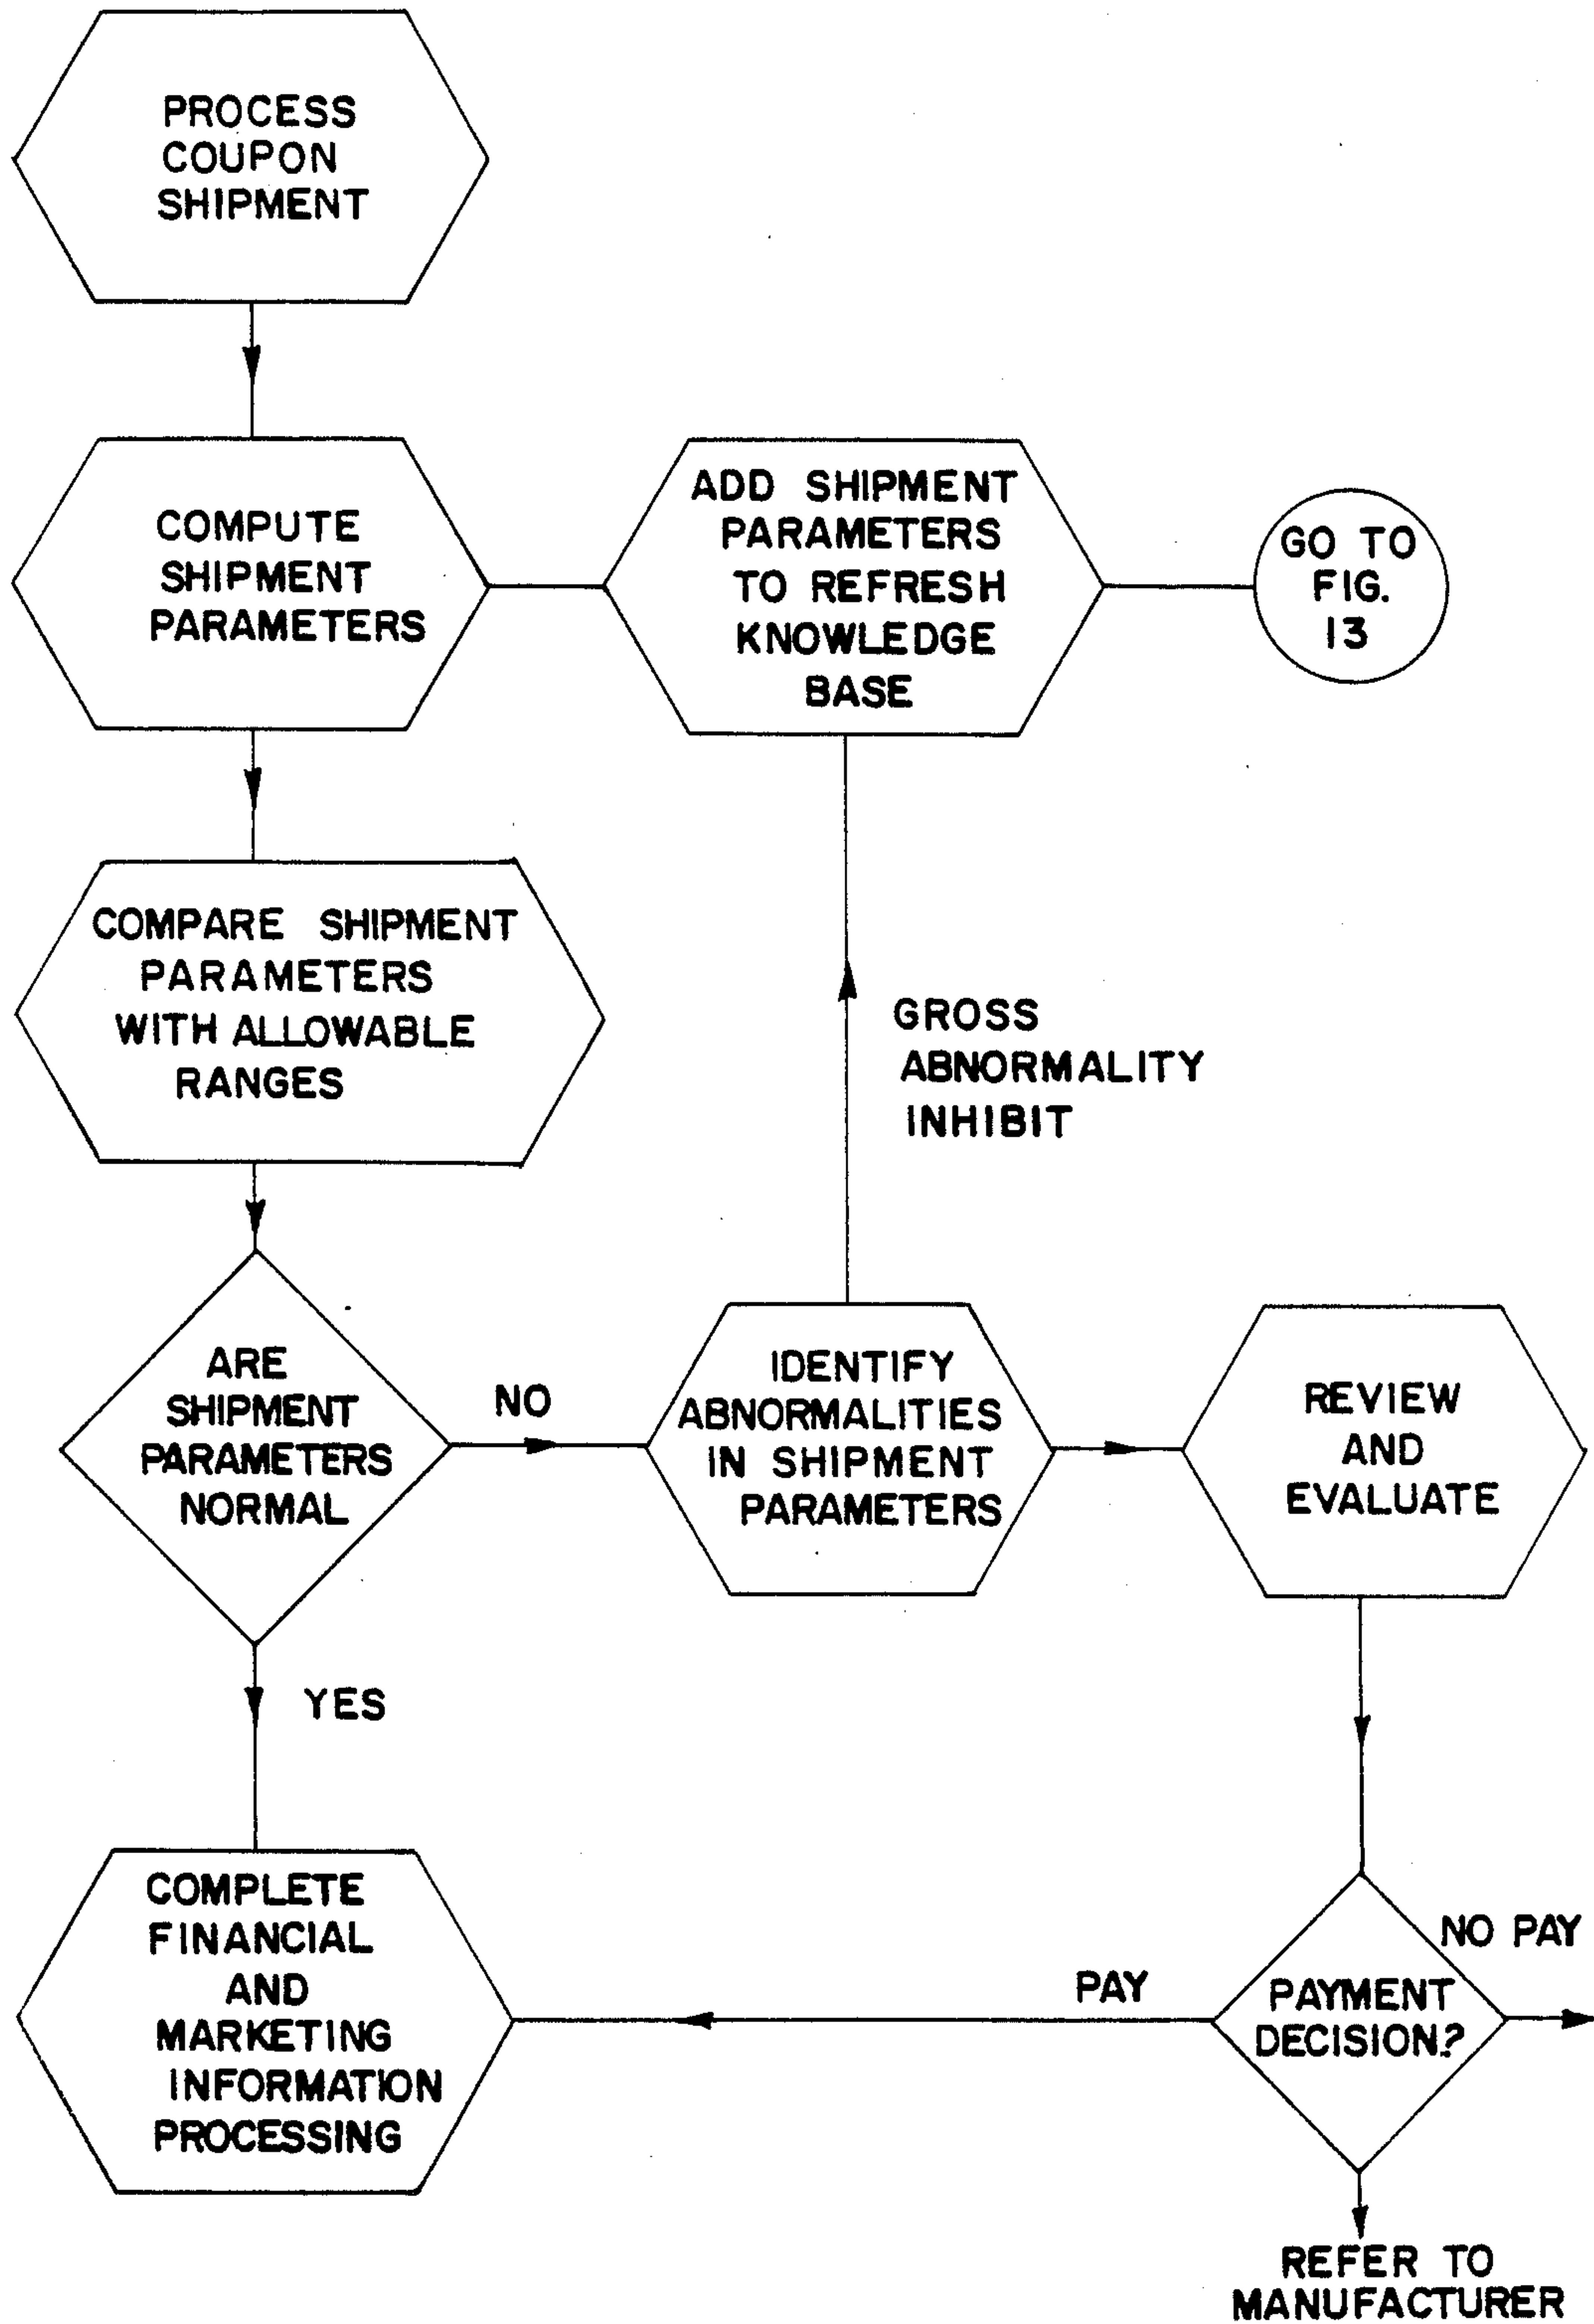 PROCESS
COUPON
SHIPMENT
COMPUTE
SHIPMENT
PARAMETERS
ADD SHIPMENT
PARAMETERS
TO REFRESH
KNOWLEDGE
BASE
GO TO
FIG.
13
COMPARE SHIPMENT
PARAMETERS
WITH ALLOWABLE
RANGES
GROSS
ABNORMALITY
INHIBIT
ARE
SHIPMENT
PARAMETERS
NORMAL
NO
IDENTIFY
ABNORMALITIES
IN SHIPMENT
PARAMETERS
REVIEW
AND
EVALUATE
YES
COMPLETE
FINANCIAL
AND
MARKETING
INFORMATION
PROCESSING
PAY
PAYMENT
DECISION?
NO PAY
REFER TO
MANUFACTURER